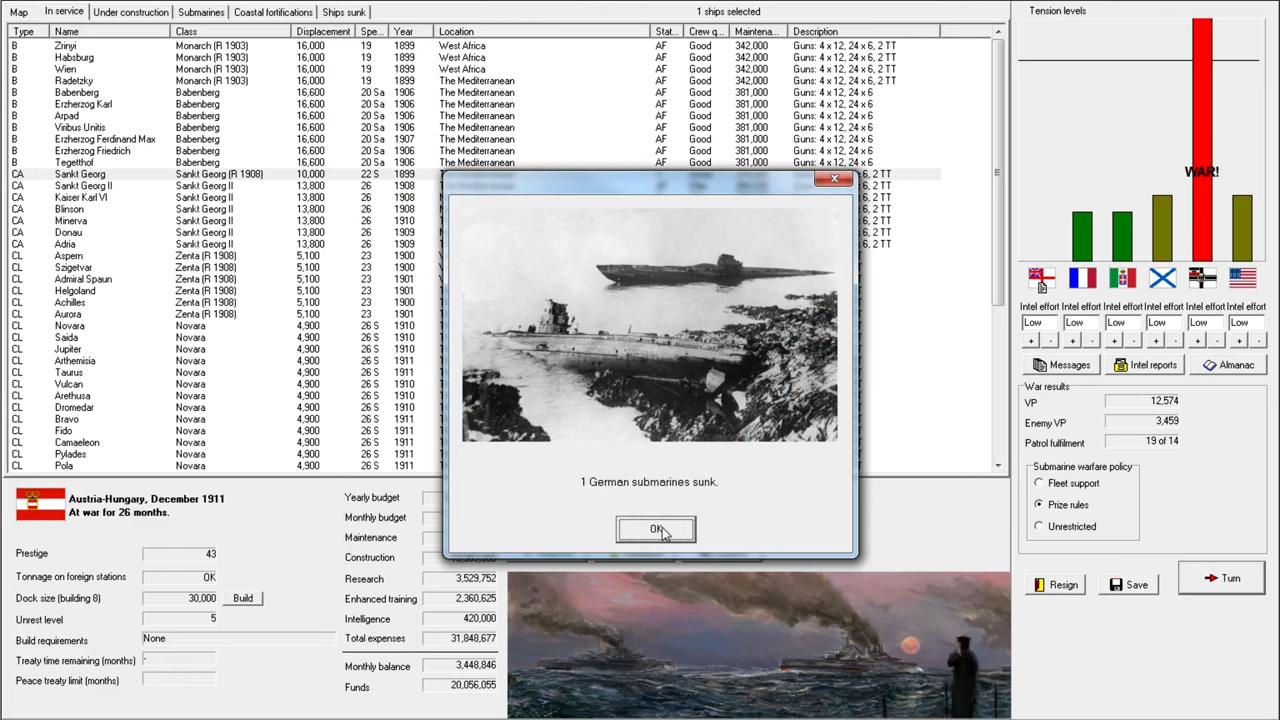 Map In service Under construction Submarines Coastal fortifications Ships sunk 1 ships selected
Type Name Class Displacement Spe... Year Location Stat... Crew q... Maintena... Description
B Zrinyi Monarch (R 1903) 16,000 19 1899 West Africa AF Good 342,000 Guns: 4 x 12, 24 x 6, 2 TT
B Habsburg Monarch (R 1903) 16,000 19 1899 West Africa AF Good 342,000 Guns: 4 x 12, 24 x 6, 2 TT
B Wien Monarch (R 1903) 16,000 19 1899 West Africa AF Good 342,000 Guns: 4 x 12, 24 x 6, 2 TT
B Radetzky Monarch (R 1903) 16,000 19 1899 The Mediterranean AF Good 342,000 Guns: 4 x 12, 24 x 6, 2 TT
B Babenberg Babenberg 16,600 20 Sa 1906 The Mediterranean AF Good 381,000 Guns: 4 x 12, 24 x 6
B Erzherzog Karl Babenberg 16,600 20 Sa 1906 The Mediterranean AF Good 381,000 Guns: 4 x 12, 24 x 6
B Arpad Babenberg 16,600 20 Sa 1906 The Mediterranean AF Good 381,000 Guns: 4 x 12, 24 x 6
B Viribus Unitis Babenberg 16,600 20 Sa 1906 The Mediterranean AF Good 381,000 Guns: 4 x 12, 24 x 6
B Erzherzog Ferdinand Max Babenberg 16,600 20 Sa 1907 The Mediterranean AF Good 381,000 Guns: 4 x 12, 24 x 6
B Erzherzog Friedrich Babenberg 16,600 20 Sa 1906 The Mediterranean AF Good 381,000 Guns: 4 x 12, 24 x 6
B Tegetthof Babenberg 16,600 20 Sa 1906 The Mediterranean AF Good 381,000 Guns: 4 x 12, 24 x 6
CA Sankt Georg Sankt Georg (R 1908) 10,000 22 S 1899 6, 2 TT
CA Sankt Georg II Sankt Georg II 13,800 26 1908 6, 2 TT
CA Kaiser Karl VI Sankt Georg II 13,800 26 1908 6, 2 TT
CA Blinson Sankt Georg II 13,800 26 1909 6, 2 TT
CA Minerva Sankt Georg II 13,800 26 1910 6, 2 TT
CA Donau Sankt Georg II 13,800 26 1909 6, 2 TT
CA Adria Sankt Georg II 13,800 26 1909 6, 2 TT
CL Aspern Zenta (R 1908) 5,100 23 1900
CL Szigetvar Zenta (R 1908) 5,100 23 1900
CL Admiral Spaun Zenta (R 1908) 5,100 23 1901
CL Helgoland Zenta (R 1908) 5,100 23 1901
CL Achilles Zenta (R 1908) 5,100 23 1900
CL Aurora Zenta (R 1908) 5,100 23 1901
CL Novara Novara 4,900 26 S 1910
CL Saida Novara 4,900 26 S 1910
CL Jupiter Novara 4,900 26 S 1910
CL Arthemisia Novara 4,900 26 S 1911
CL Taurus Novara 4,900 26 S 1911
CL Vulcan Novara 4,900 26 S 1910
CL Arethusa Novara 4,900 26 S 1910
CL Dromedar Novara 4,900 26 S 1910
CL Bravo Novara 4,900 26 S 1911
CL Fido Novara 4,900 26 S 1911
CL Camaeleon Novara 4,900 26 S 1911
CL Pylades Novara 4,900 26 S 1911
CL Pola Novara 4,900 26 S 1911
1 German submarines sunk.
OK
Austria-Hungary, December 1911
At war for 26 months.
Prestige 43
Tonnage on foreign stations OK
Dock size (building 8) 30,000 Build
Unrest level 5
Build requirements None
Treaty time remaining (months) -
Peace treaty limit (months)
Yearly budget
Monthly budget
Maintenance
Construction
Research 3,529,752
Enhanced training 2,360,625
Intelligence 420,000
Total expenses 31,848,677
Monthly balance 3,448,846
Funds 20,056,055
Tension levels
WAR!
Intel effort Intel effort Intel effort Intel effort Intel effort Intel effort
Low Low Low Low Low Low
+ - + - + - + - + - + -
Messages Intel reports Almanac
War results
VP 12,574
Enemy VP 3,459
Patrol fulfilment 19 of 14
Submarine warfare policy
Fleet support
Prize rules
Unrestricted
Resign Save Turn